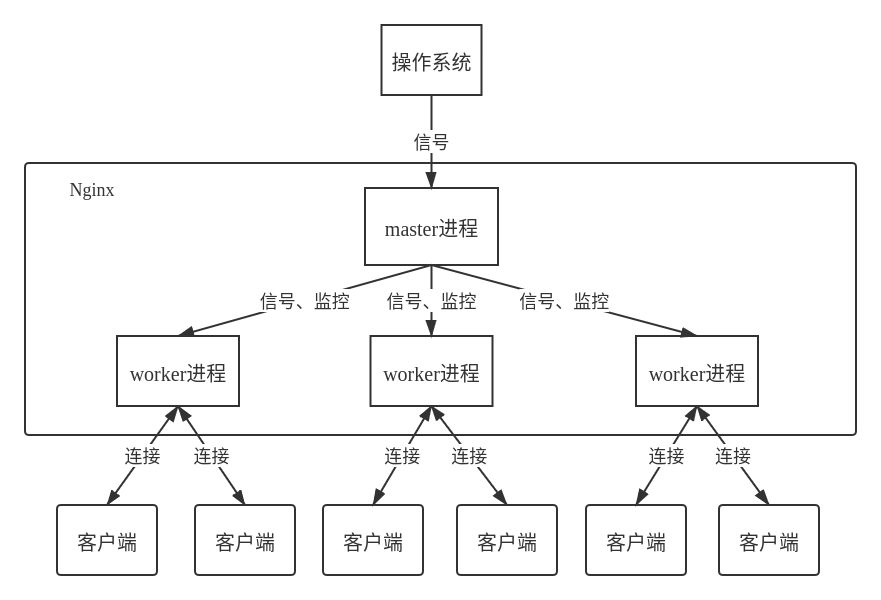 操作系统
信号
Nginx
master进程
信号、监控
信号、监控
信号、监控
worker进程
worker进程
worker进程
连接
连接
连接
连接
连接
连接
客户端
客户端
客户端
客户端
客户端
客户端